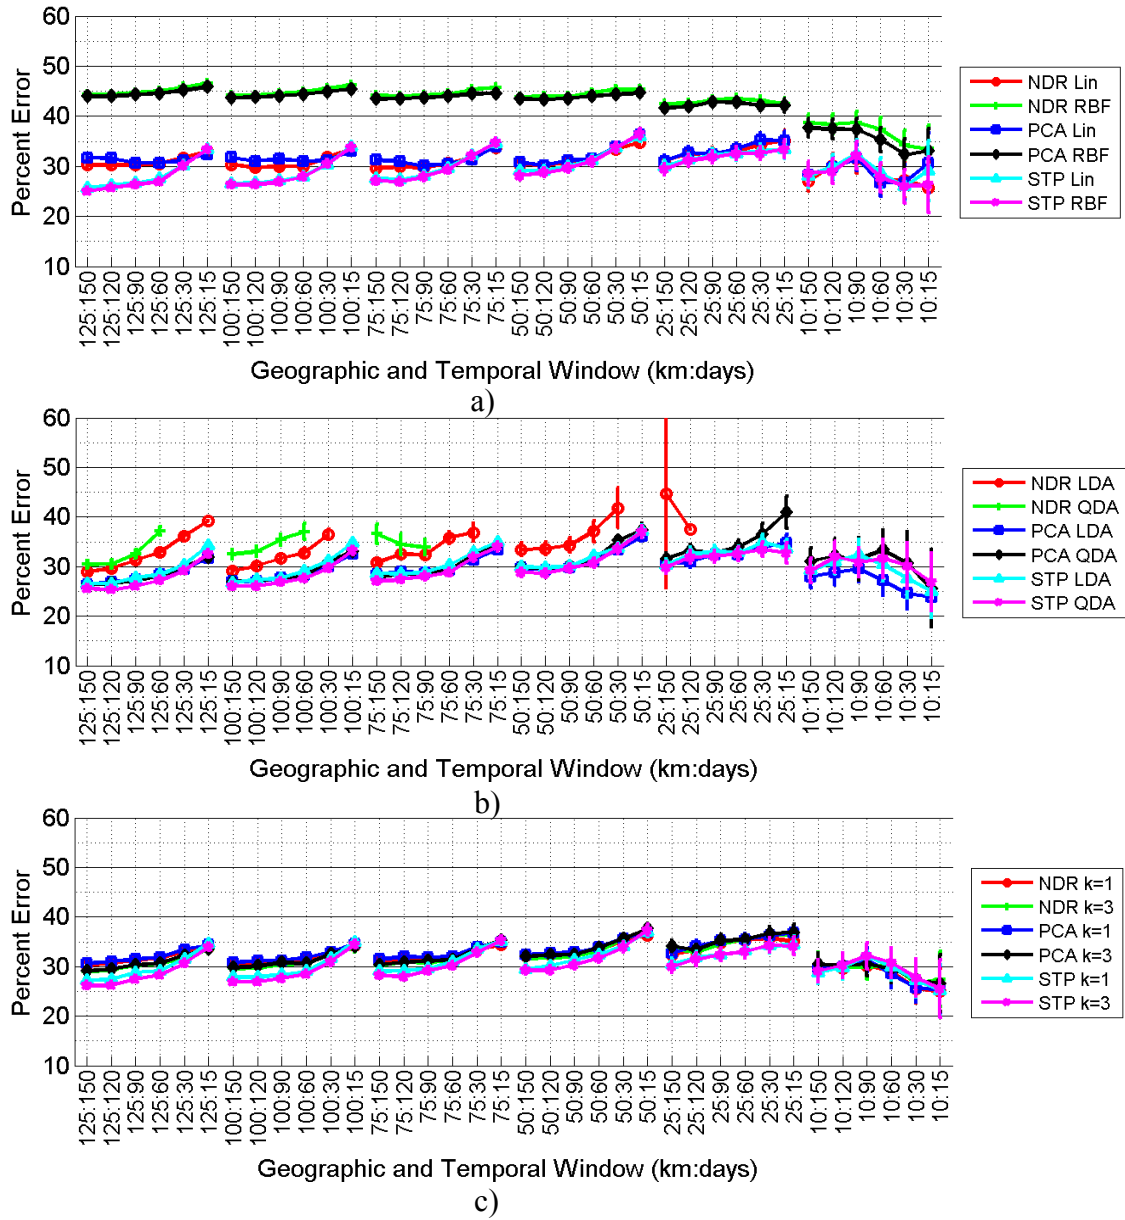 60
50
40
30
20
10
Percent Error
125:150 125:120 125:90 125:60 125:30 125:15 100:150 100:120 100:90 100:60 100:30 100:15 75:150 75:120 75:90 75:60 75:30 75:15 50:150 50:120 50:90 50:60 50:30 50:15 25:150 25:120 25:90 25:60 25:30 25:15 10:150 10:120 10:90 10:60 10:30 10:15
Geographic and Temporal Window (km:days)
NDR Lin
NDR RBF
PCA Lin
PCA RBF
STP Lin
STP RBF
a)
60
50
40
30
20
10
Percent Error
125:150 125:120 125:90 125:60 125:30 125:15 100:150 100:120 100:90 100:60 100:30 100:15 75:150 75:120 75:90 75:60 75:30 75:15 50:150 50:120 50:90 50:60 50:30 50:15 25:150 25:120 25:90 25:60 25:30 25:15 10:150 10:120 10:90 10:60 10:30 10:15
Geographic and Temporal Window (km:days)
NDR LDA
NDR QDA
PCA LDA
PCA QDA
STP LDA
STP QDA
b)
60
50
40
30
20
10
Percent Error
125:150 125:120 125:90 125:60 125:30 125:15 100:150 100:120 100:90 100:60 100:30 100:15 75:150 75:120 75:90 75:60 75:30 75:15 50:150 50:120 50:90 50:60 50:30 50:15 25:150 25:120 25:90 25:60 25:30 25:15 10:150 10:120 10:90 10:60 10:30 10:15
Geographic and Temporal Window (km:days)
NDR k=1
NDR k=3
PCA k=1
PCA k=3
STP k=1
STP k=3
c)